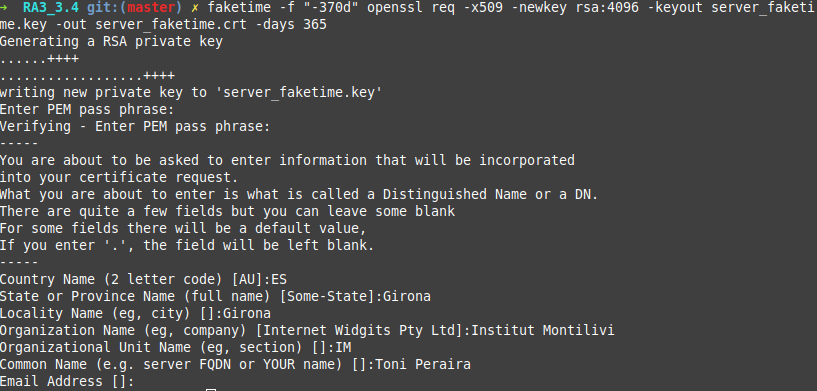 → RA3_3.4 git:(master) ✗ faketime -f "-370d" openssl req -x509 -newkey rsa:4096 -keyout server_faketi
me.key -out server_faketime.crt -days 365
Generating a RSA private key
......++++
..................++++
writing new private key to 'server_faketime.key'
Enter PEM pass phrase:
Verifying - Enter PEM pass phrase:
-----
You are about to be asked to enter information that will be incorporated
into your certificate request.
What you are about to enter is what is called a Distinguished Name or a DN.
There are quite a few fields but you can leave some blank
For some fields there will be a default value,
If you enter '.', the field will be left blank.
-----
Country Name (2 letter code) [AU]:ES
State or Province Name (full name) [Some-State]:Girona
Locality Name (eg, city) []:Girona
Organization Name (eg, company) [Internet Widgits Pty Ltd]:Institut Montilivi
Organizational Unit Name (eg, section) []:IM
Common Name (e.g. server FQDN or YOUR name) []:Toni Peraira
Email Address []: